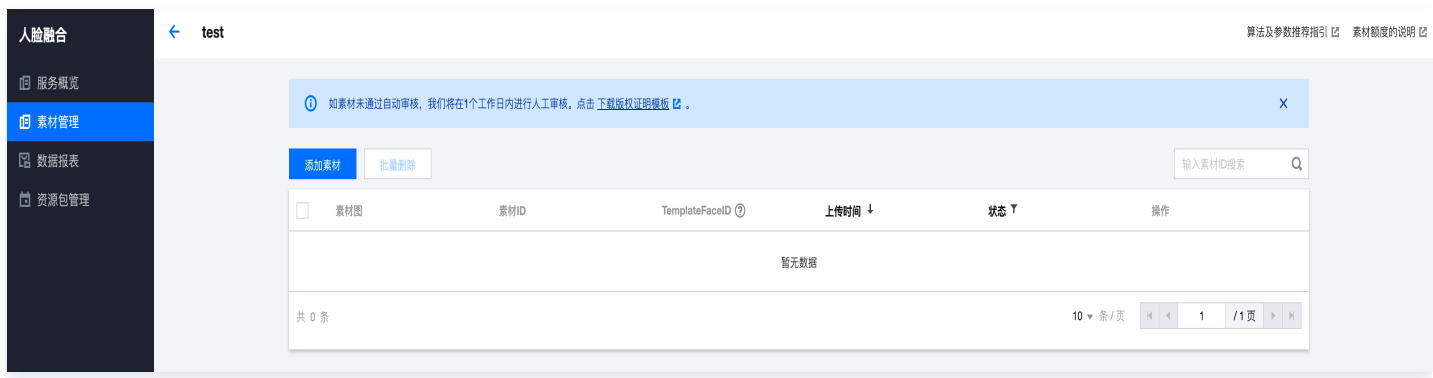 人脸融合
test
算法及参数推荐指引 素材额度的说明
服务概览
素材管理
数据报表
资源包管理
如素材未通过自动审核，我们将在1个工作日内进行人工审核。点击 下载版权证明模板 。
添加素材 批量删除 输入素材ID搜索
素材图 素材ID TemplateFaceID 上传时间 状态 操作
暂无数据
共 0 条 10 条 / 页 1 / 1 页